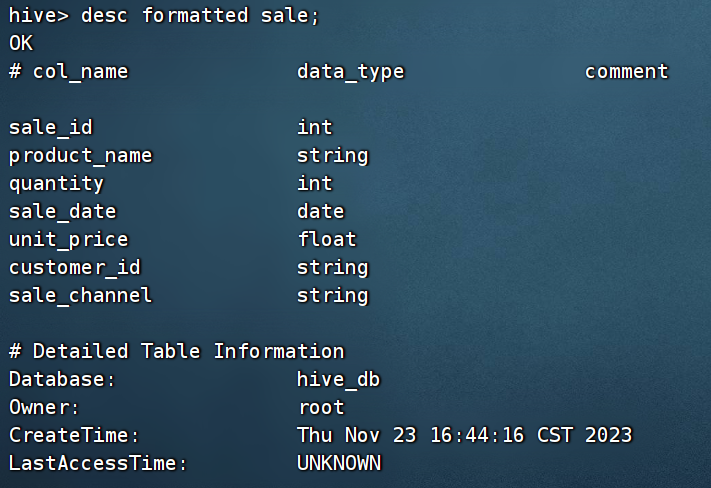 hive> desc formatted sale;
OK
# col_name data_type comment
sale_id int
product_name string
quantity int
sale_date date
unit_price float
customer_id string
sale_channel string
# Detailed Table Information
Database: hive_db
Owner: root
CreateTime: Thu Nov 23 16:44:16 CST 2023
LastAccessTime: UNKNOWN